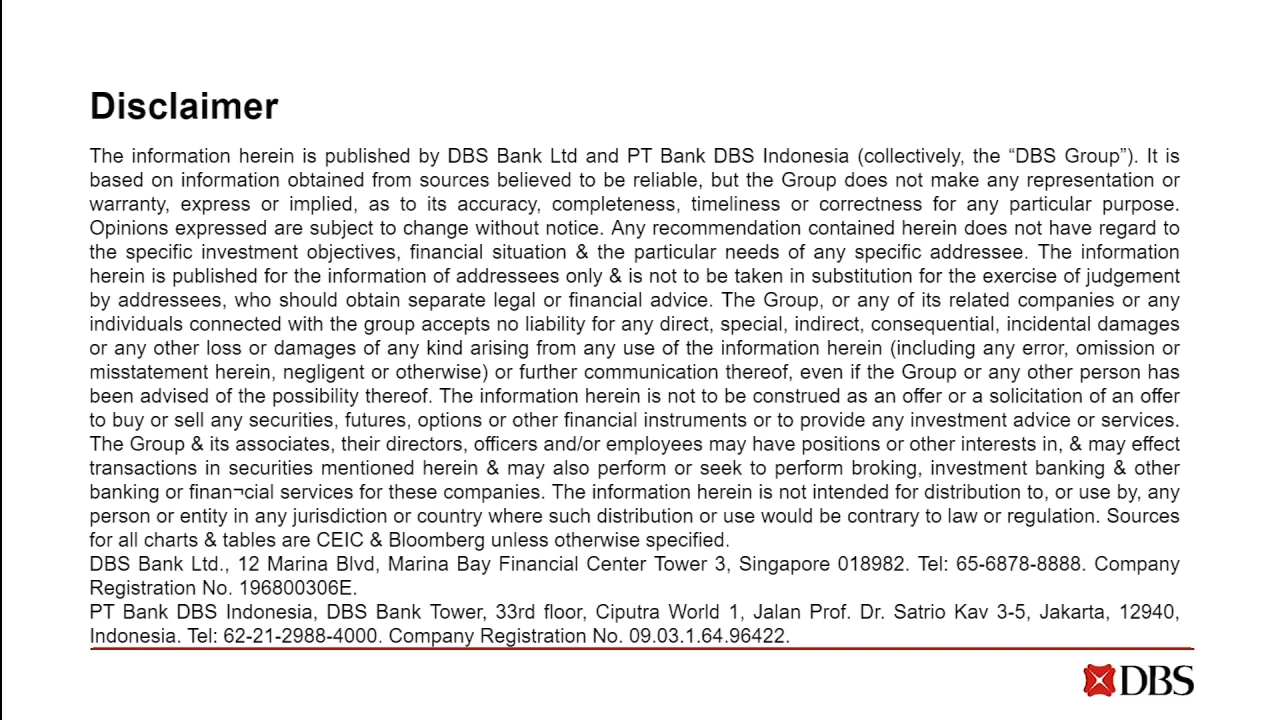 Disclaimer
The information herein is published by DBS Bank Ltd and PT Bank DBS Indonesia (collectively, the “DBS Group”). It is
based on information obtained from sources believed to be reliable, but the Group does not make any representation or
warranty, express or implied, as to its accuracy, completeness, timeliness or correctness for any particular purpose.
Opinions expressed are subject to change without notice. Any recommendation contained herein does not have regard to
the specific investment objectives, financial situation & the particular needs of any specific addressee. The information
herein is published for the information of addressees only & is not to be taken in substitution for the exercise of judgement
by addressees, who should obtain separate legal or financial advice. The Group, or any of its related companies or any
individuals connected with the group accepts no liability for any direct, special, indirect, consequential, incidental damages
or any other loss or damages of any kind arising from any use of the information herein (including any error, omission or
misstatement herein, negligent or otherwise) or further communication thereof, even if the Group or any other person has
been advised of the possibility thereof. The information herein is not to be construed as an offer or a solicitation of an offer
to buy or sell any securities, futures, options or other financial instruments or to provide any investment advice or services.
The Group & its associates, their directors, officers and/or employees may have positions or other interests in, & may effect
transactions in securities mentioned herein & may also perform or seek to perform broking, investment banking & other
banking or finan¬cial services for these companies. The information herein is not intended for distribution to, or use by, any
person or entity in any jurisdiction or country where such distribution or use would be contrary to law or regulation. Sources
for all charts & tables are CEIC & Bloomberg unless otherwise specified.
DBS Bank Ltd., 12 Marina Blvd, Marina Bay Financial Center Tower 3, Singapore 018982. Tel: 65-6878-8888. Company
Registration No. 196800306E.
PT Bank DBS Indonesia, DBS Bank Tower, 33rd floor, Ciputra World 1, Jalan Prof. Dr. Satrio Kav 3-5, Jakarta, 12940,
Indonesia. Tel: 62-21-2988-4000. Company Registration No. 09.03.1.64.96422.
DBS